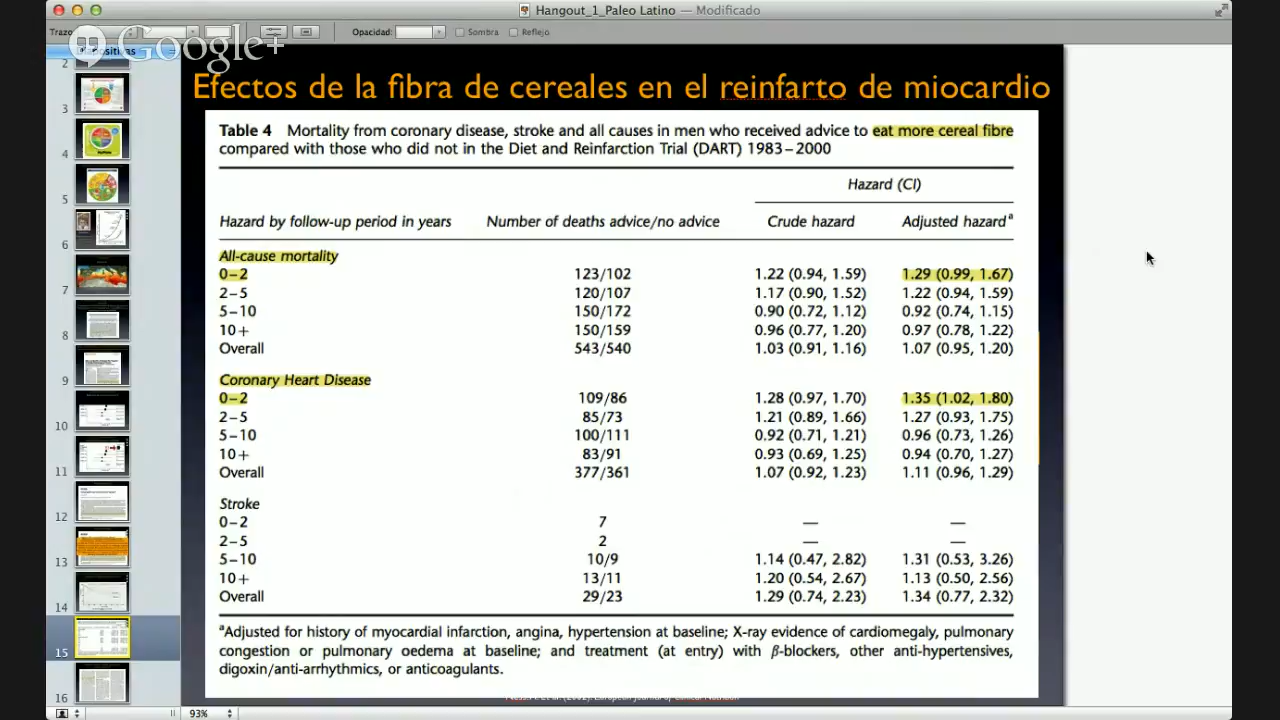 Hangout_1_Paleo Latino — Modificado
Opacidad: Sombra Reflejo
Google+
Efectos de la fibra de cereales en el reinfarto de miocardio
Table 4 Mortality from coronary disease, stroke and all causes in men who received advice to eat more cereal fibre
compared with those who did not in the Diet and Reinfarction Trial (DART) 1983–2000
Hazard (CI)
Hazard by follow-up period in years Number of deaths advice/no advice Crude hazard Adjusted hazard a
All-cause mortality
0–2 123/102 1.22 (0.94, 1.59) 1.29 (0.99, 1.67)
2–5 120/107 1.17 (0.90, 1.52) 1.22 (0.94, 1.59)
5–10 150/172 0.90 (0.72, 1.12) 0.92 (0.74, 1.15)
10+ 150/159 0.96 (0.77, 1.20) 0.97 (0.78, 1.22)
Overall 543/540 1.03 (0.91, 1.16) 1.07 (0.95, 1.20)
Coronary Heart Disease
0–2 109/86 1.28 (0.97, 1.70) 1.35 (1.02, 1.80)
2–5 85/73 1.21 (0.89, 1.66) 1.27 (0.93, 1.75)
5–10 100/111 0.92 (0.71, 1.21) 0.96 (0.73, 1.26)
10+ 83/91 0.93 (0.69, 1.25) 0.94 (0.70, 1.27)
Overall 377/361 1.07 (0.92, 1.23) 1.11 (0.96, 1.29)
Stroke
0–2 7 — —
2–5 2 — —
5–10 10/9 1.14 (0.47, 2.82) 1.31 (0.53, 3.26)
10+ 13/11 1.20 (0.54, 2.67) 1.13 (0.50, 2.56)
Overall 29/23 1.29 (0.74, 2.23) 1.34 (0.77, 2.32)
aAdjusted for history of myocardial infarction, angina, hypertension at baseline; X-ray evidence of cardiomegaly, pulmonary
congestion or pulmonary oedema at baseline; and treatment (at entry) with β-blockers, other anti-hypertensives,
digoxin/anti-arrhythmics, or anticoagulants.
2
3
4
5
6
7
8
9
10
11
12
13
14
15
16
93%